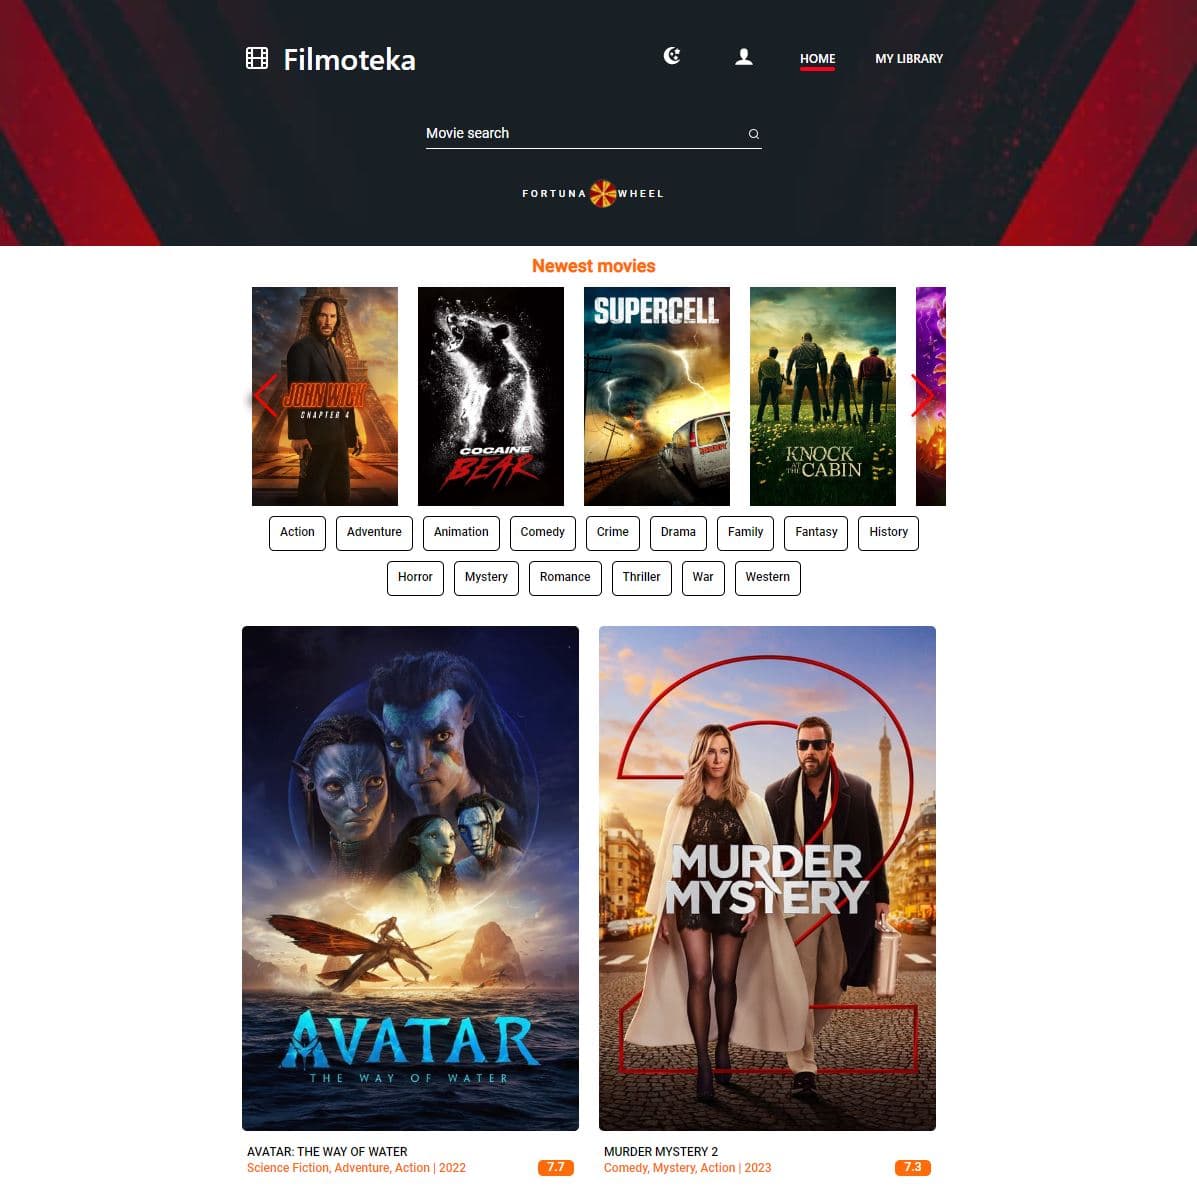 Filmoteka
HOME
MY LIBRARY
Movie search
FORTUNA WHEEL
Newest movies
JOHN WICK
CHAPTER 4
COCAINE
BEAR
SUPERCELL
KNOCK
AT THE CABIN
Action
Adventure
Animation
Comedy
Crime
Drama
Family
Fantasy
History
Horror
Mystery
Romance
Thriller
War
Western
AVATAR
THE WAY OF WATER
2
MURDER
MYSTERY
AVATAR: THE WAY OF WATER
Science Fiction, Adventure, Action | 2022
7.7
MURDER MYSTERY 2
Comedy, Mystery, Action | 2023
7.3